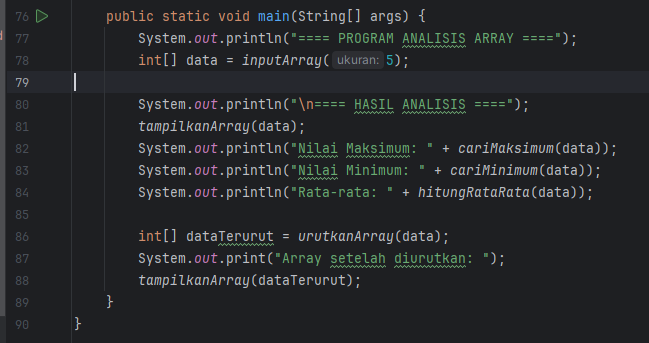 76 public static void main(String[] args) {
77 System.out.println("==== PROGRAM ANALISIS ARRAY ====");
78 int[] data = inputArray( ukuran: 5);
79
80 System.out.println("\n==== HASIL ANALISIS ====");
81 tampilkanArray(data);
82 System.out.println("Nilai Maksimum: " + cariMaksimum(data));
83 System.out.println("Nilai Minimum: " + cariMinimum(data));
84 System.out.println("Rata-rata: " + hitungRataRata(data));
85
86 int[] dataTerurut = urutkanArray(data);
87 System.out.print("Array setelah diurutkan: ");
88 tampilkanArray(dataTerurut);
89 }
90 }